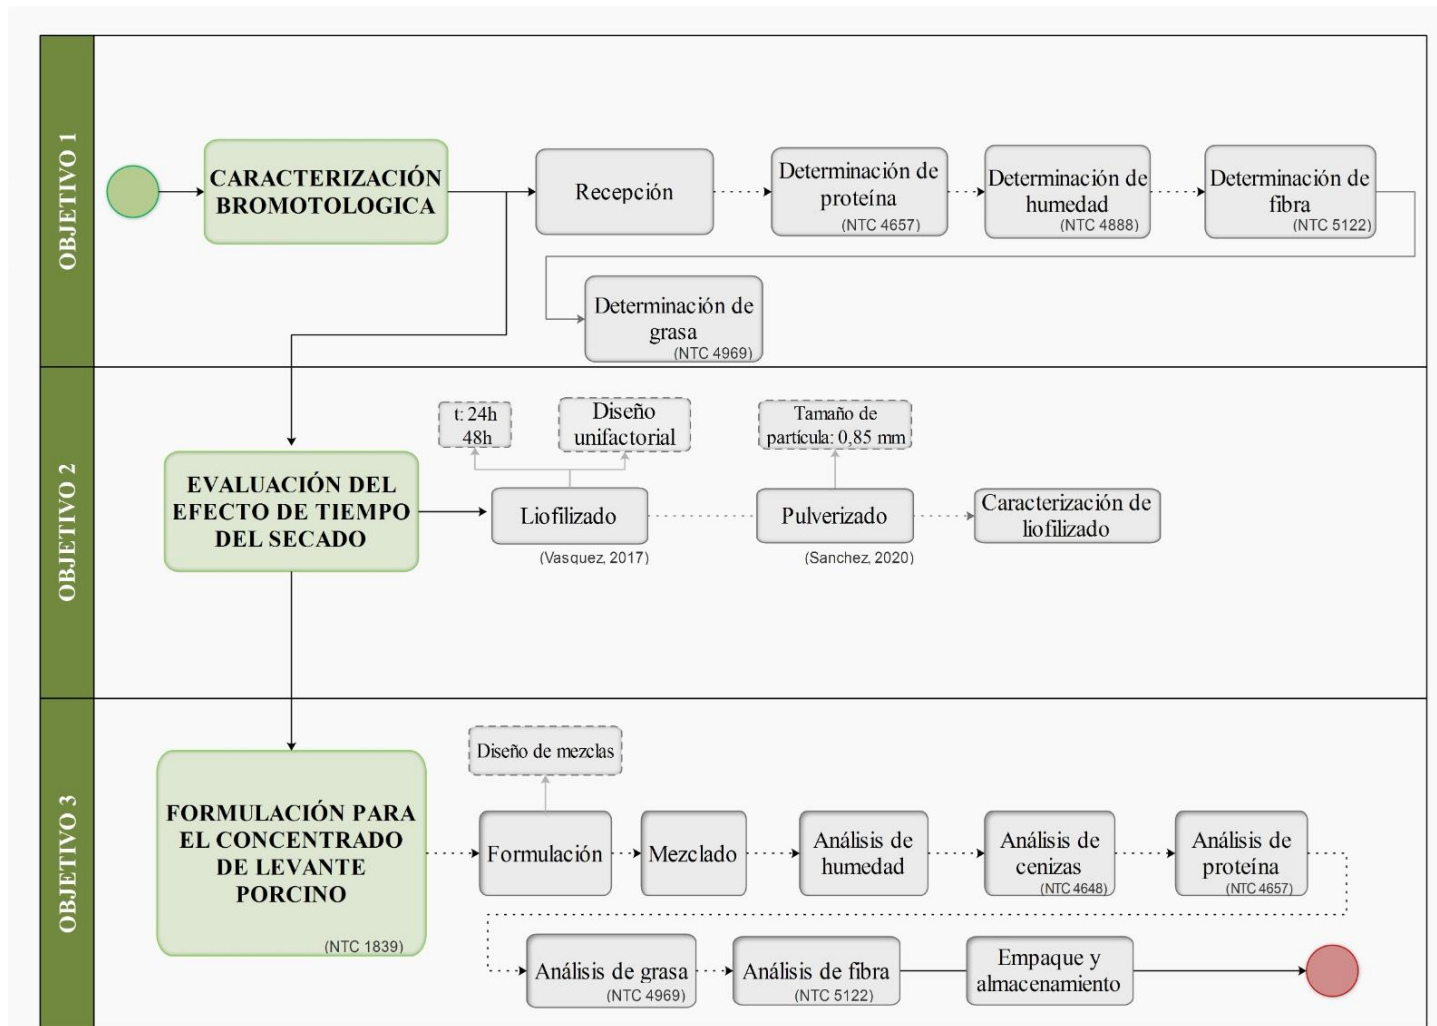 OBJETIVO 1
CARACTERIZACIÓN
BROMOTOLOGICA
Recepción
Determinación de
proteína
(NTC 4657)
Determinación de
humedad
(NTC 4888)
Determinación de
fibra
(NTC 5122)
Determinación de
grasa
(NTC 4969)
OBJETIVO 2
EVALUACIÓN DEL
EFECTO DE TIEMPO
DEL SECADO
t: 24h
48h
Diseño
unifactorial
Liofilizado
(Vasquez, 2017)
Tamaño de
partícula: 0,85 mm
Pulverizado
(Sanchez, 2020)
Caracterización de
liofilizado
OBJETIVO 3
FORMULACIÓN PARA
EL CONCENTRADO
DE LEVANTE
PORCINO
(NTC 1839)
Diseño de mezclas
Formulación
Mezclado
Análisis de
humedad
Análisis de
cenizas
(NTC 4648)
Análisis de
proteína
(NTC 4657)
Análisis de grasa
(NTC 4969)
Análisis de fibra
(NTC 5122)
Empaque y
almacenamiento